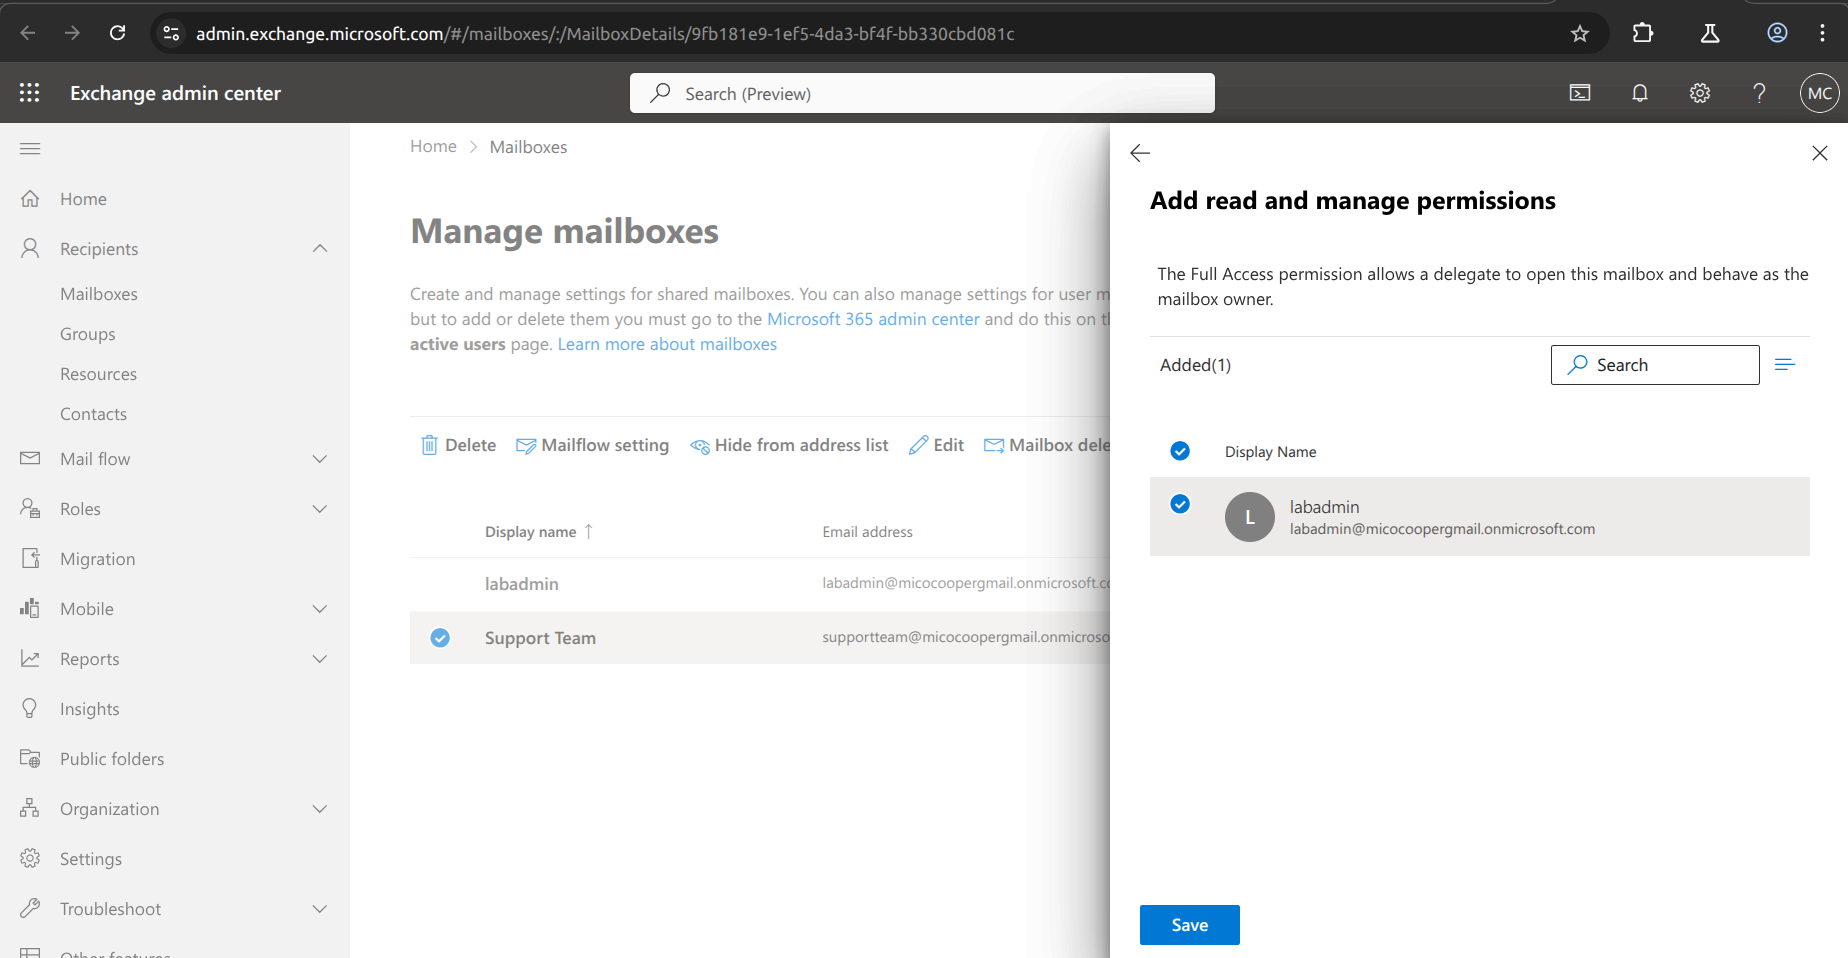 admin.exchange.microsoft.com/#/mailboxes/:/MailboxDetails/9fb181e9-1ef5-4da3-bf4f-bb330cbd081c
Exchange admin center
Search (Preview)
MC
Home
Recipients
Mailboxes
Groups
Resources
Contacts
Mail flow
Roles
Migration
Mobile
Reports
Insights
Public folders
Organization
Settings
Troubleshoot
Other features
Home > Mailboxes
Manage mailboxes
Create and manage settings for shared mailboxes. You can also manage settings for user m
but to add or delete them you must go to the Microsoft 365 admin center and do this on th
active users page. Learn more about mailboxes
Delete Mailflow setting Hide from address list Edit Mailbox dele
Display name ↑ Email address
labadmin labadmin@micocoopergmail.onmicrosoft.co
Support Team supportteam@micocoopergmail.onmicroso
Add read and manage permissions
The Full Access permission allows a delegate to open this mailbox and behave as the
mailbox owner.
Added(1)
Search
Display Name
L
labadmin
labadmin@micocoopergmail.onmicrosoft.com
Save